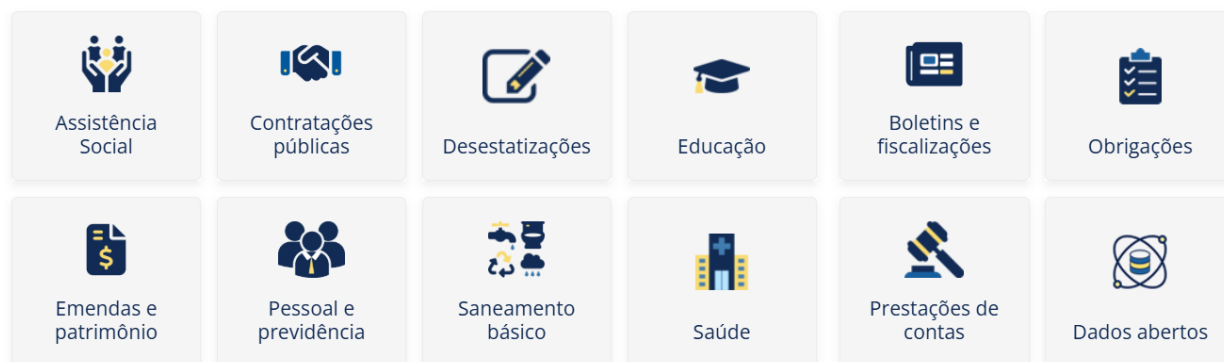 Assistência
Social
Contratações
públicas
Desestatizações
Educação
Boletins e
fiscalizações
Obrigações
Emendas e
patrimônio
Pessoal e
previdência
Saneamento
básico
Saúde
Prestações de
contas
Dados abertos